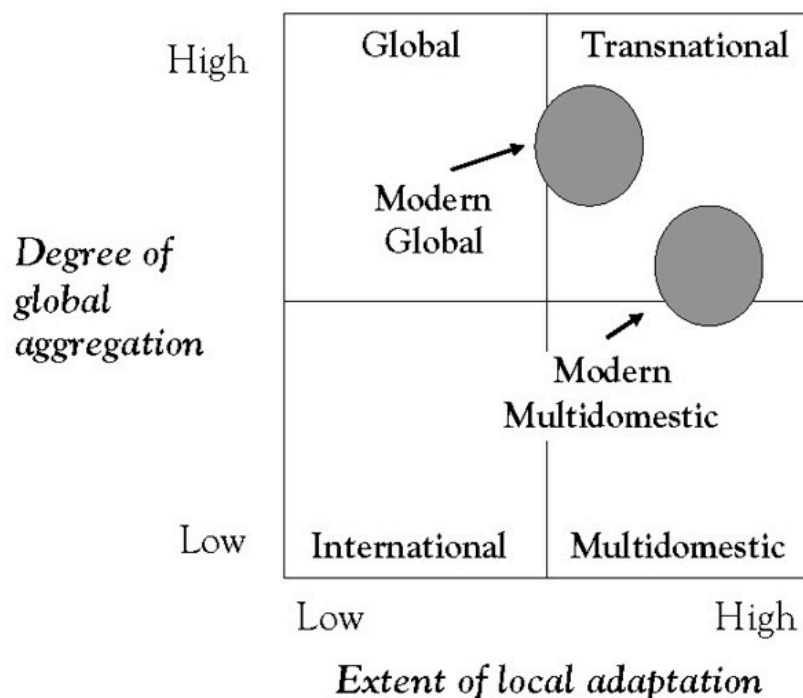 Global
Transnational
High
Modern
Global
Degree of
global
aggregation
Modern
Multidomestic
Low
International
Multidomestic
Low
High
Extent of local adaptation